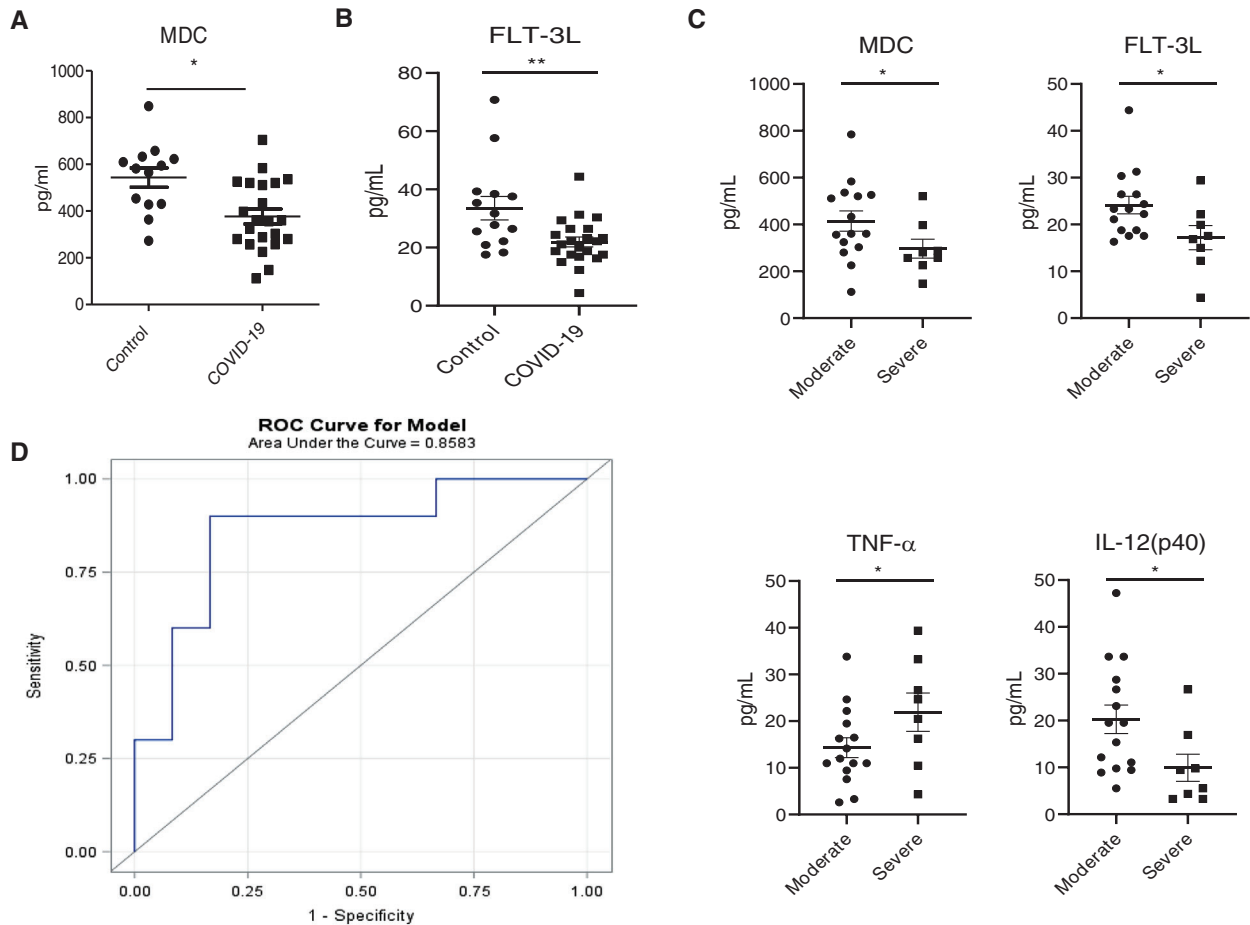 A
MDC
*
1000
800
600
400
200
0
pg/ml
Control
COVID-19
B
FLT-3L
**
80
60
40
20
0
pg/mL
Control
COVID-19
C
MDC
*
1000
800
600
400
200
0
pg/mL
Moderate
Severe
FLT-3L
*
50
40
30
20
10
0
pg/mL
Moderate
Severe
D
ROC Curve for Model
Area Under the Curve = 0.8583
1.00
0.75
0.50
0.25
0.00
Sensitivity
0.00 0.25 0.50 0.75 1.00
1 - Specificity
TNF-α
*
50
40
30
20
10
0
pg/mL
Moderate
Severe
IL-12(p40)
*
50
40
30
20
10
0
pg/mL
Moderate
Severe